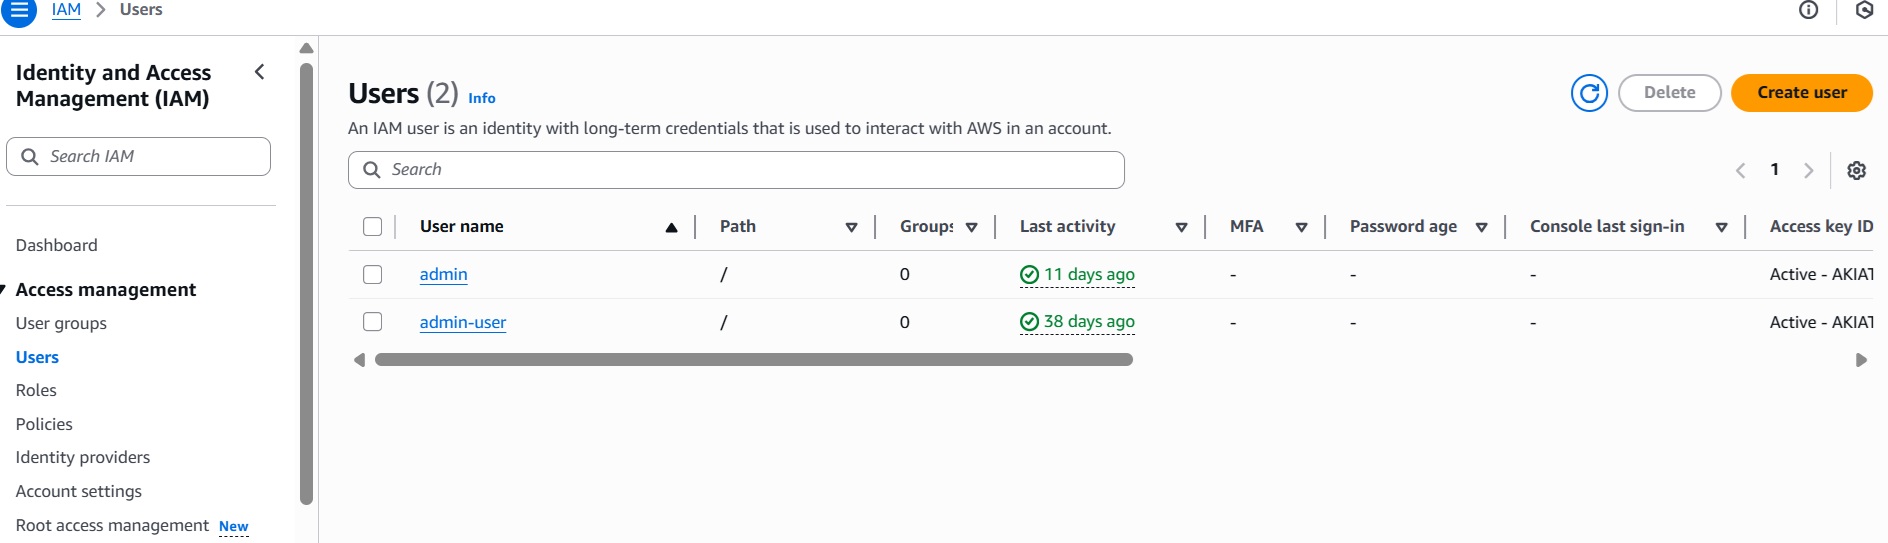 IAM > Users
Identity and Access
Management (IAM)
Search IAM
Dashboard
Access management
User groups
Users
Roles
Policies
Identity providers
Account settings
Root access management New
Users (2) Info
Delete
Create user
An IAM user is an identity with long-term credentials that is used to interact with AWS in an account.
Search
1
User name Path Groups Last activity MFA Password age Console last sign-in Access key ID
admin / 0 11 days ago - - - Active - AKIAT
admin-user / 0 38 days ago - - - Active - AKIAT